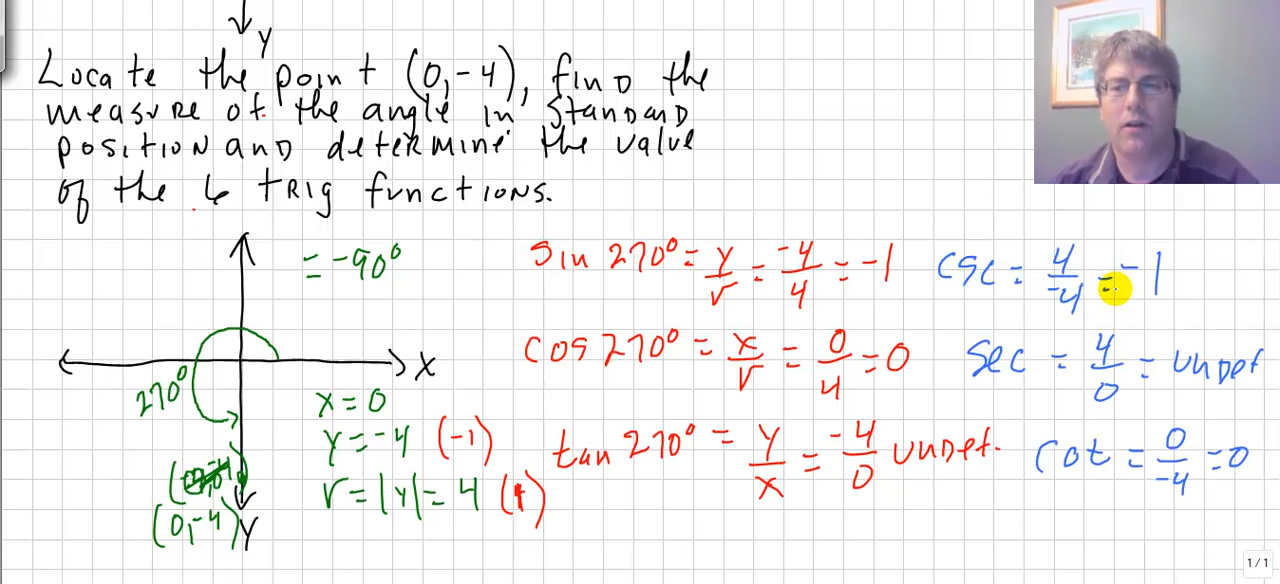 Y
Locate the point (0,-4), find the
measure of the angle in standard
position and determine the value
of the 6 trig functions.
= -90°
270°
X
x = 0
y = -4 (-1)
r = |y| = 4 (1)
(0,-4)
Y
sin 270° = y/r = -4/4 = -1
cos 270° = x/r = 0/4 = 0
tan 270° = y/x = -4/0 undef.
csc = 4/-4 = -1
sec = 4/0 = undef
cot = 0/-4 = 0
1 / 1